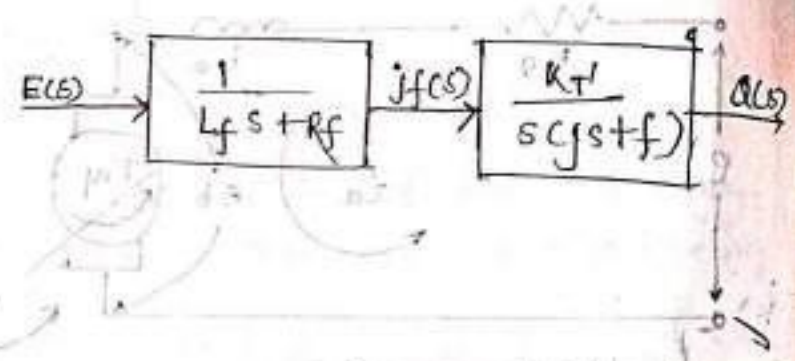 E(s)
1
Lf s + Rf
if(s)
KT'
s(Js+f)
Q(s)